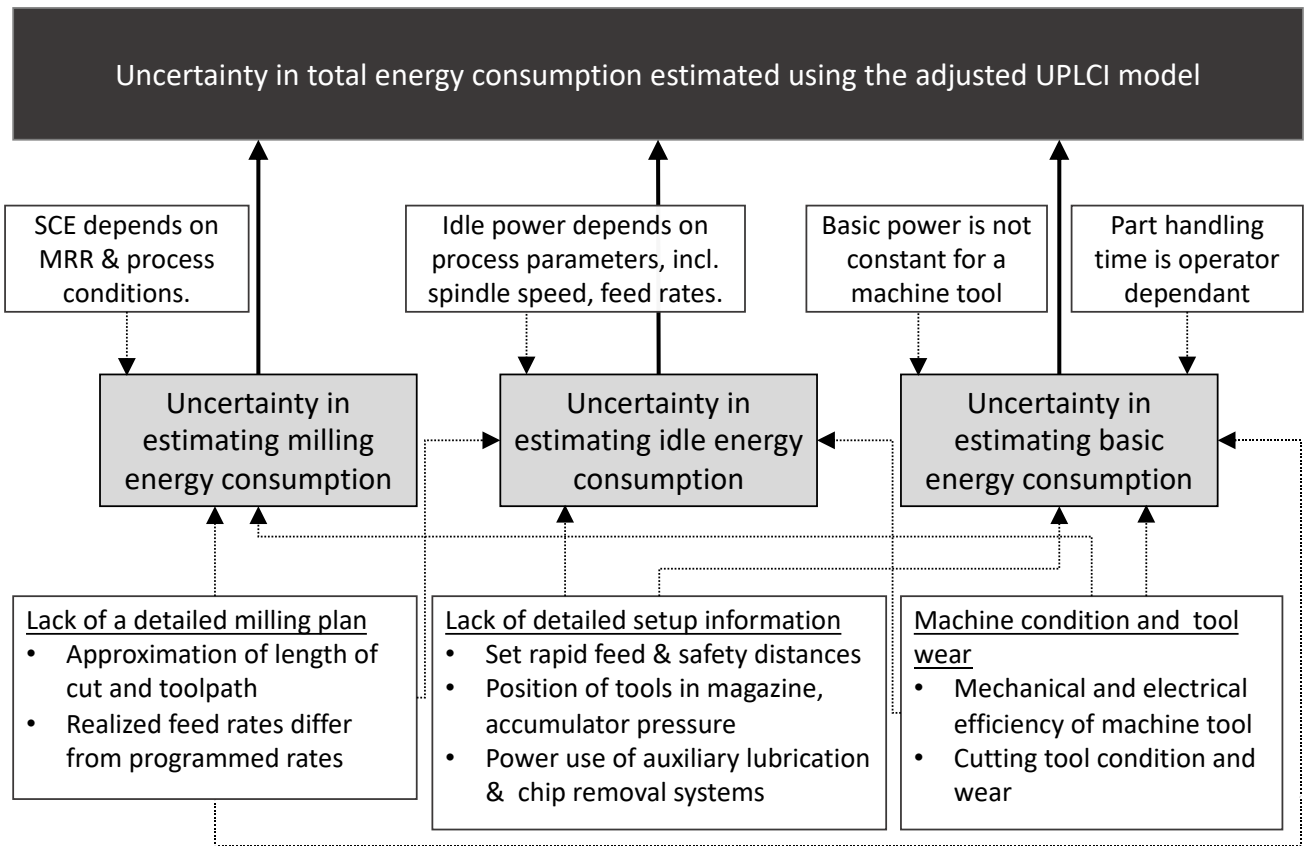 Uncertainty in total energy consumption estimated using the adjusted UPLCI model
SCE depends on
MRR & process
conditions.
Idle power depends on
process parameters, incl.
spindle speed, feed rates.
Basic power is not
constant for a
machine tool
Part handling
time is operator
dependant
Uncertainty in
estimating milling
energy consumption
Uncertainty in
estimating idle energy
consumption
Uncertainty in
estimating basic
energy consumption
Lack of a detailed milling plan
• Approximation of length of
cut and toolpath
• Realized feed rates differ
from programmed rates
Lack of detailed setup information
• Set rapid feed & safety distances
• Position of tools in magazine,
accumulator pressure
• Power use of auxiliary lubrication
& chip removal systems
Machine condition and tool
wear
• Mechanical and electrical
efficiency of machine tool
• Cutting tool condition and
wear